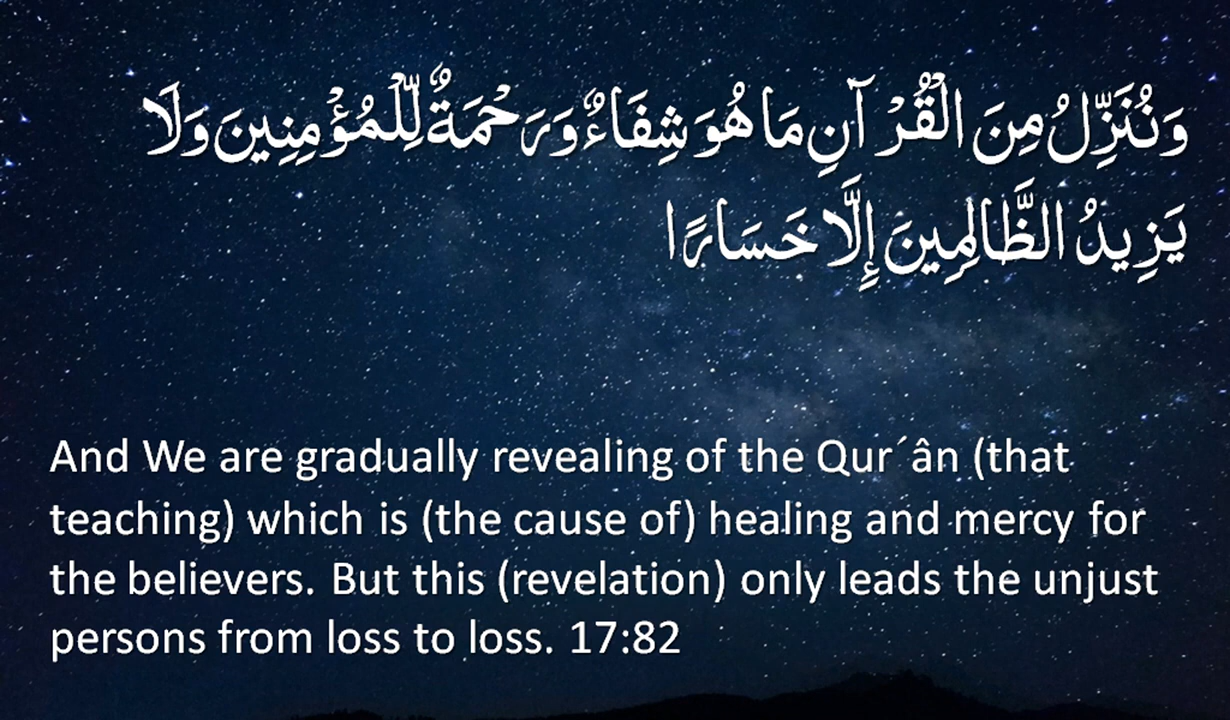 وَنُنَزِّلُ مِنَ الْقُرْآنِ مَا هُوَ شِفَاءٌ وَرَحْمَةٌ لِّلْمُؤْمِنِينَ وَلَا
يَزِيدُ الظَّالِمِينَ إِلَّا خَسَارًا
And We are gradually revealing of the Qur´ân (that
teaching) which is (the cause of) healing and mercy for
the believers. But this (revelation) only leads the unjust
persons from loss to loss. 17:82